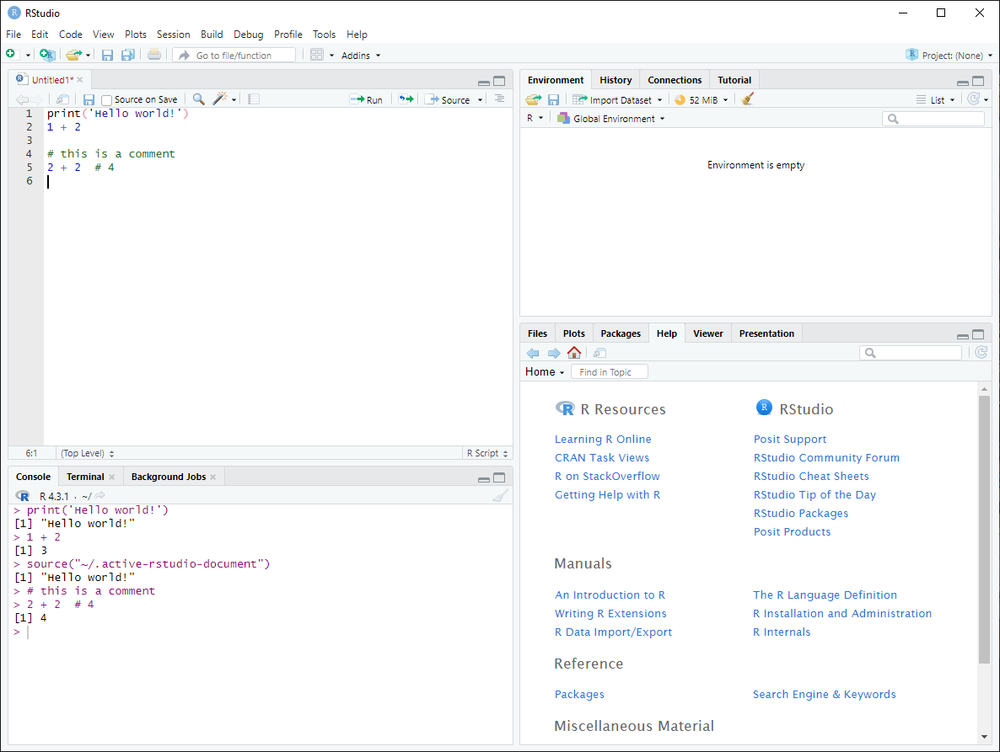 RStudio
File Edit Code View Plots Session Build Debug Profile Tools Help
Go to file/function Addins Project: (None)
Untitled1*
Source on Save Run Source
1 print('Hello world!')
2 1 + 2
3
4 # this is a comment
5 2 + 2  # 4
6
6:1 (Top Level) R Script
Console Terminal Background Jobs
R 4.3.1 · ~/
> print('Hello world!')
[1] "Hello world!"
> 1 + 2
[1] 3
> source("~/.active-rstudio-document")
[1] "Hello world!"
> # this is a comment
> 2 + 2  # 4
[1] 4
>
Environment History Connections Tutorial
Import Dataset 52 MiB List
R Global Environment
Environment is empty
Files Plots Packages Help Viewer Presentation
Home Find in Topic
R Resources
Learning R Online
CRAN Task Views
R on StackOverflow
Getting Help with R
RStudio
Posit Support
RStudio Community Forum
RStudio Cheat Sheets
RStudio Tip of the Day
RStudio Packages
Posit Products
Manuals
An Introduction to R
Writing R Extensions
R Data Import/Export
The R Language Definition
R Installation and Administration
R Internals
Reference
Packages
Search Engine & Keywords
Miscellaneous Material